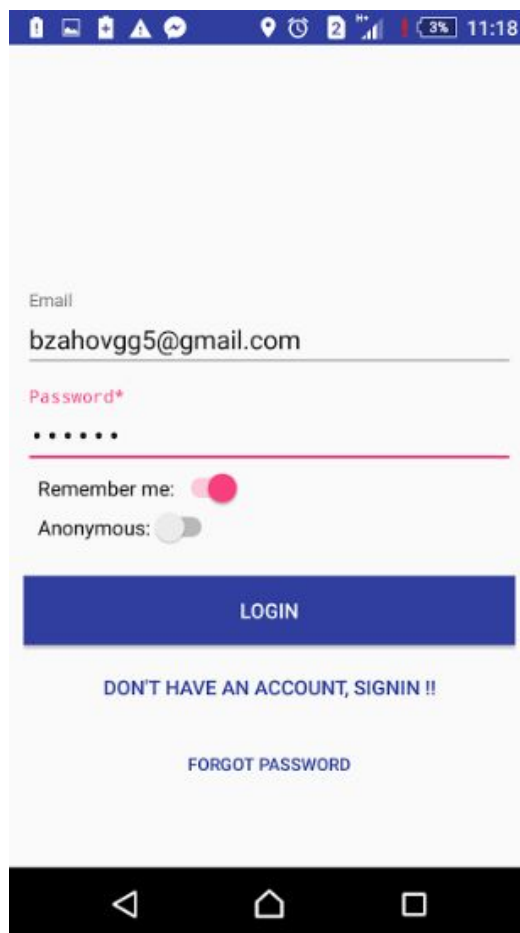 2 H+ 3% 11:18
Email
bzahovgg5@gmail.com
Password*
••••••
Remember me:
Anonymous:
LOGIN
DON'T HAVE AN ACCOUNT, SIGNIN !!
FORGOT PASSWORD